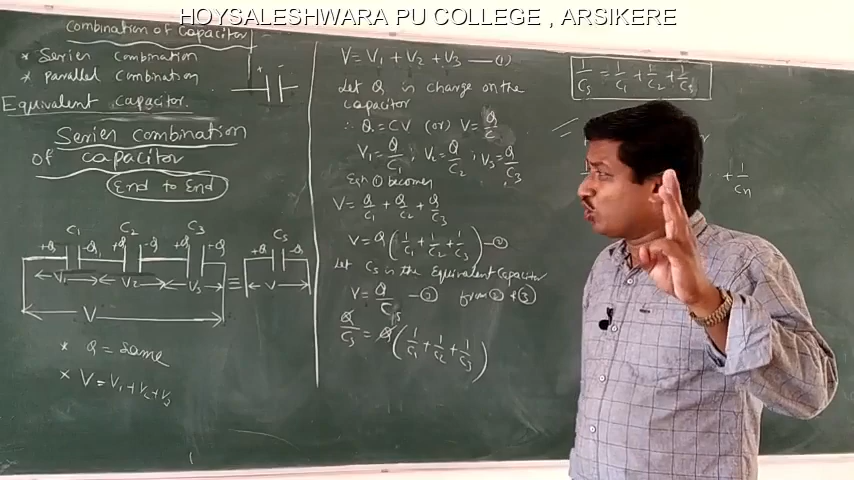 HOYSALESHWARA PU COLLEGE , ARSIKERE
Combination of Capacitor
* Series Combination
* parallel Combination
Equivalent capacitor.
Series combination
of capacitor
End to End
+ -
C1 C2 C3 Cs
+Q -Q +Q -Q +Q -Q ≡ +Q -Q
V1 V2 V3 V
V
* Q = Same
* V = V1 + V2 + V3
V = V1 + V2 + V3 — (1)
Let Q is charge on the
capacitor
∴ Q = CV (or) V = Q/C
V1 = Q/C1 ; V2 = Q/C2 ; V3 = Q/C3
Eqn ① becomes
V = Q/C1 + Q/C2 + Q/C3
V = Q ( 1/C1 + 1/C2 + 1/C3 ) — ②
Let Cs is the Equivalent Capacitor
V = Q/Cs — ③ from ② & ③
Q/Cs = Q ( 1/C1 + 1/C2 + 1/C3 )
1/Cs = 1/C1 + 1/C2 + 1/C3
+ 1/Cn